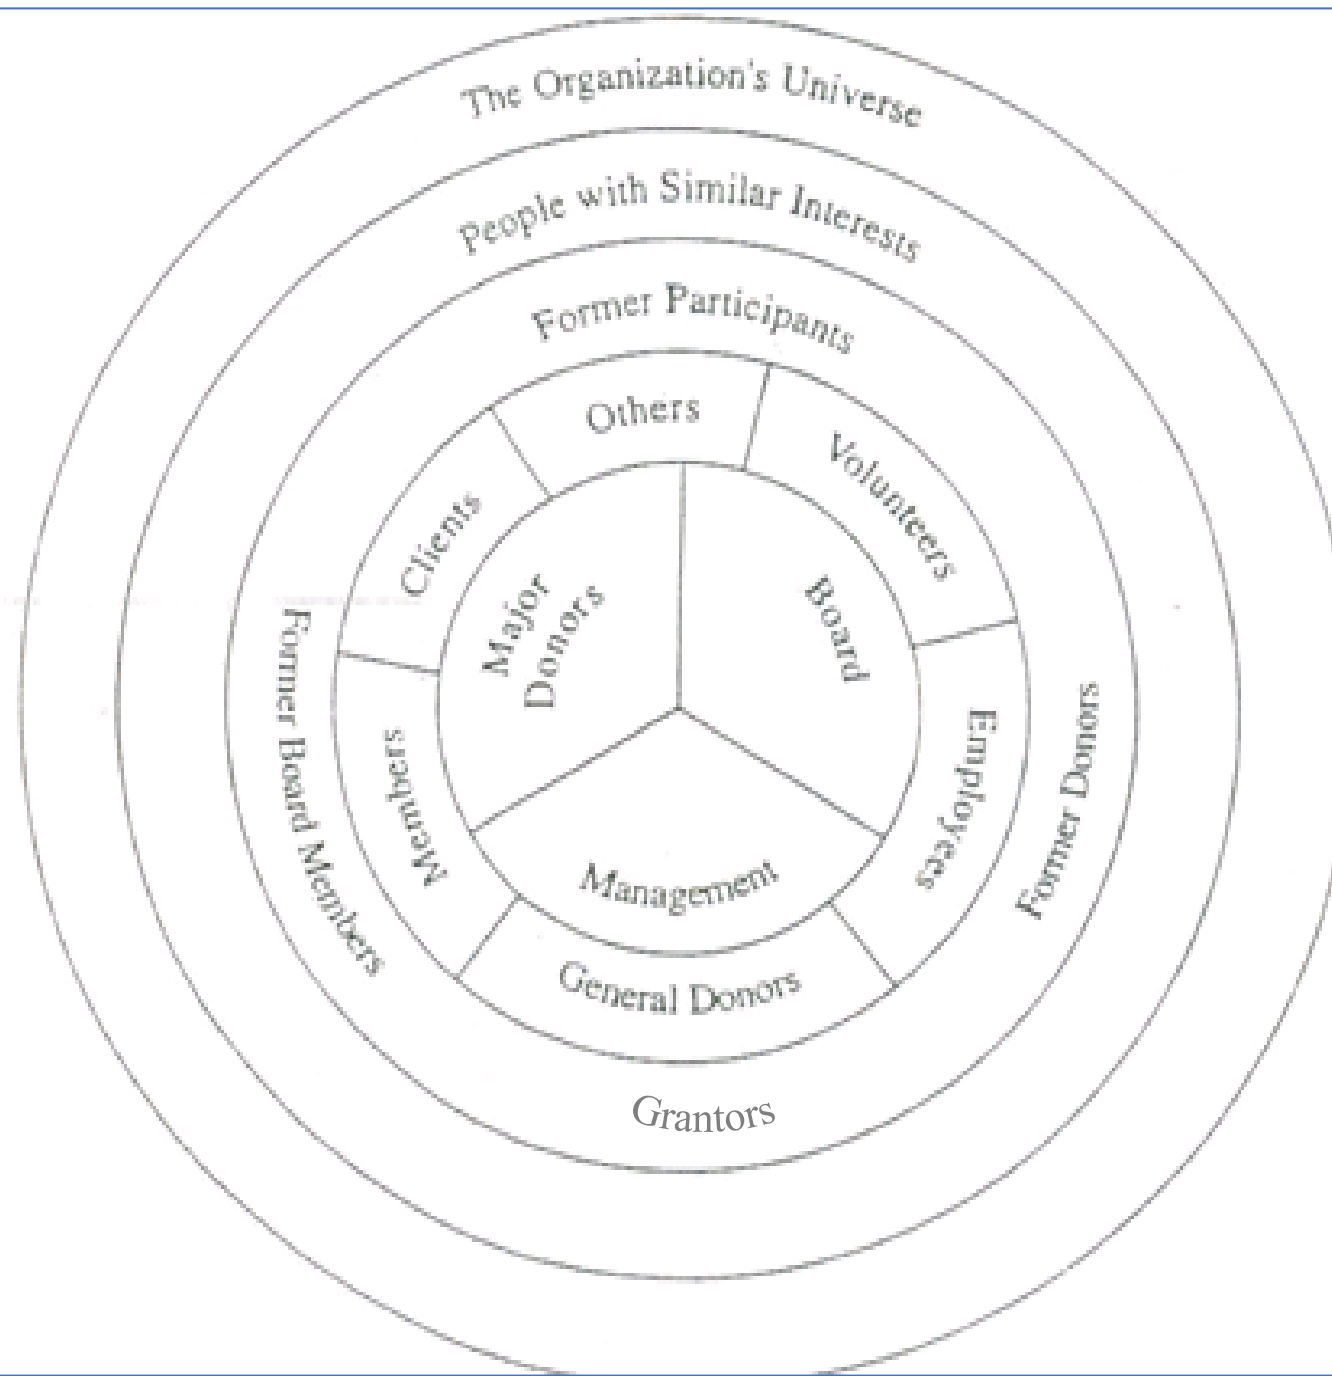 The Organization's Universe
People with Similar Interests
Former Participants
Others
Volunteers
Clients
Major
Donors
Board
Former Board Members
Members
Employees
Former Donors
Management
General Donors
Grantors